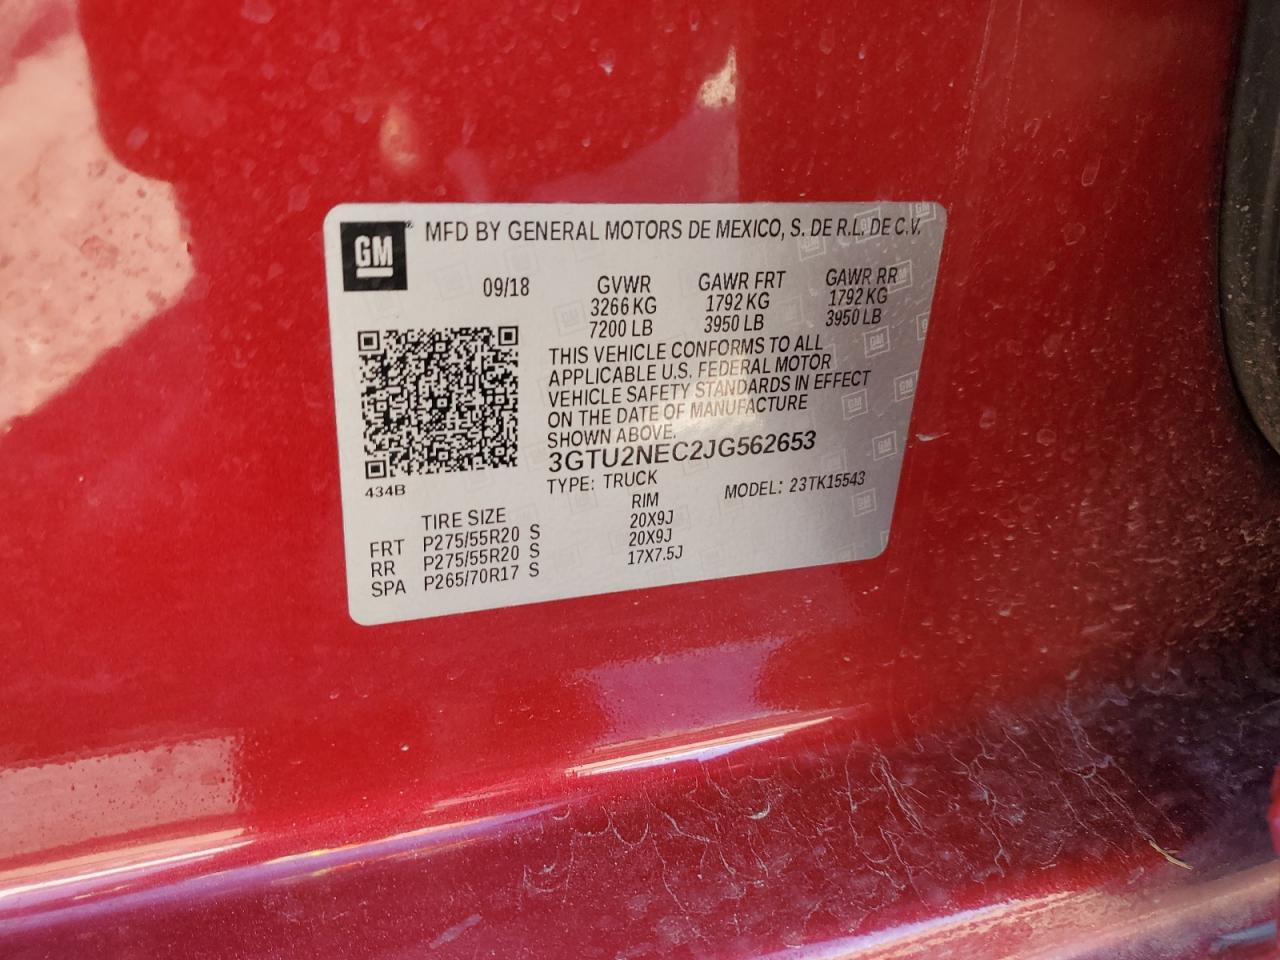 GM
MFD BY GENERAL MOTORS DE MEXICO, S. DE R.L. DE C.V.
09/18 GVWR GAWR FRT GAWR RR
3266 KG 1792 KG 1792 KG
7200 LB 3950 LB 3950 LB
THIS VEHICLE CONFORMS TO ALL
APPLICABLE U.S. FEDERAL MOTOR
VEHICLE SAFETY STANDARDS IN EFFECT
ON THE DATE OF MANUFACTURE
SHOWN ABOVE.
3GTU2NEC2JG562653
434B
TYPE: TRUCK MODEL: 23TK15543
TIRE SIZE RIM
FRT P275/55R20 S 20X9J
RR P275/55R20 S 20X9J
SPA P265/70R17 S 17X7.5J